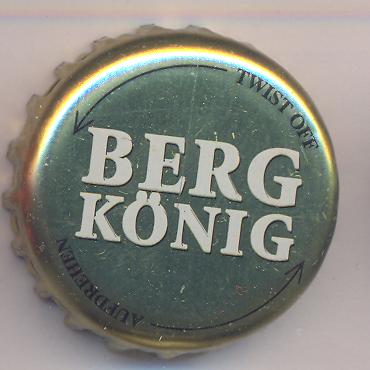 TWIST OFF
BERG
KÖNIG
AUFDREHEN